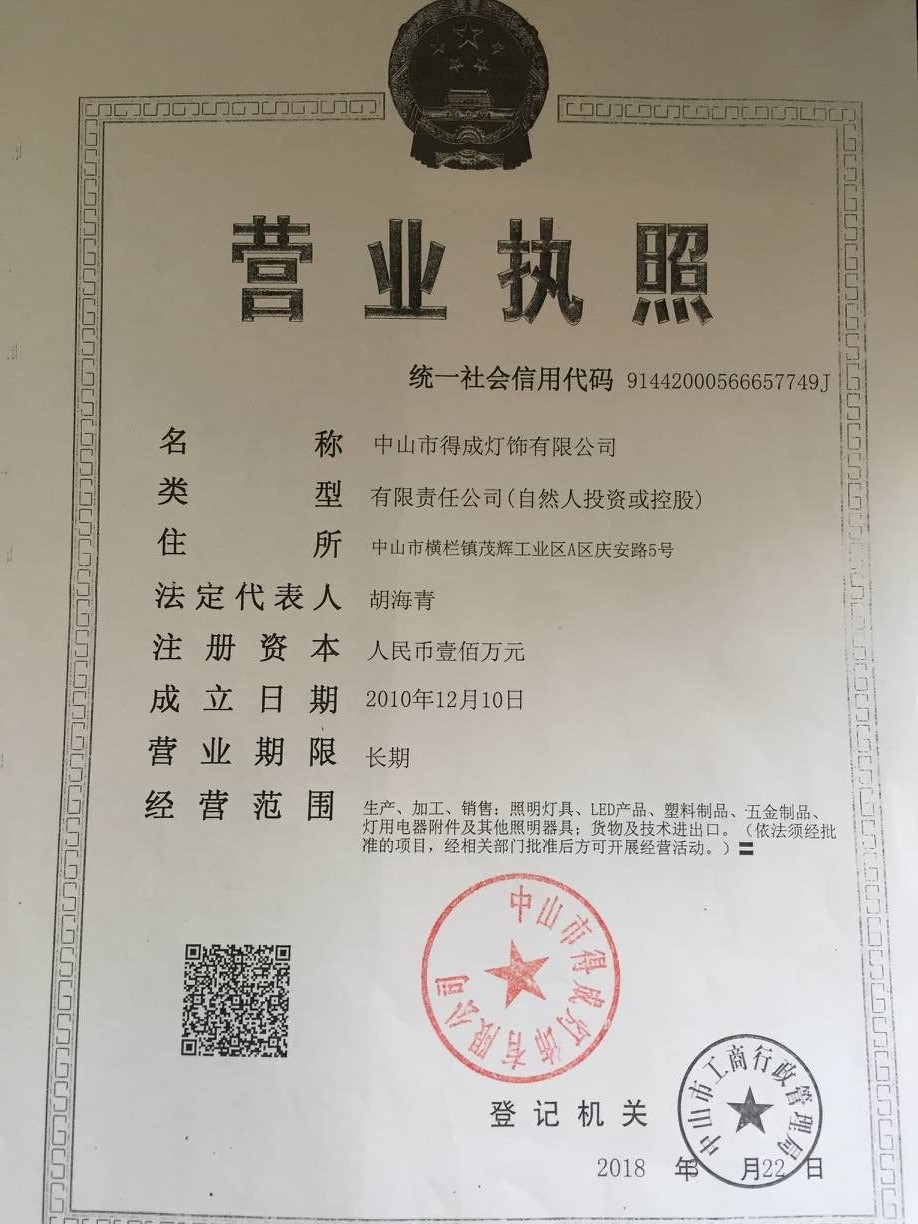 营业执照
统一社会信用代码 91442000566657749J
名称 中山市得成灯饰有限公司
类型 有限责任公司(自然人投资或控股)
住所 中山市横栏镇茂辉工业区A区庆安路5号
法定代表人 胡海青
注册资本 人民币壹佰万元
成立日期 2010年12月10日
营业期限 长期
经营范围 生产、加工、销售：照明灯具、LED产品、塑料制品、五金制品、
灯用电器附件及其他照明器具；货物及技术进出口。（依法须经批
准的项目，经相关部门批准后方可开展经营活动。）
中山市得成灯饰有限公司
登记机关
中山市工商行政管理局
2018 年3 月22 日